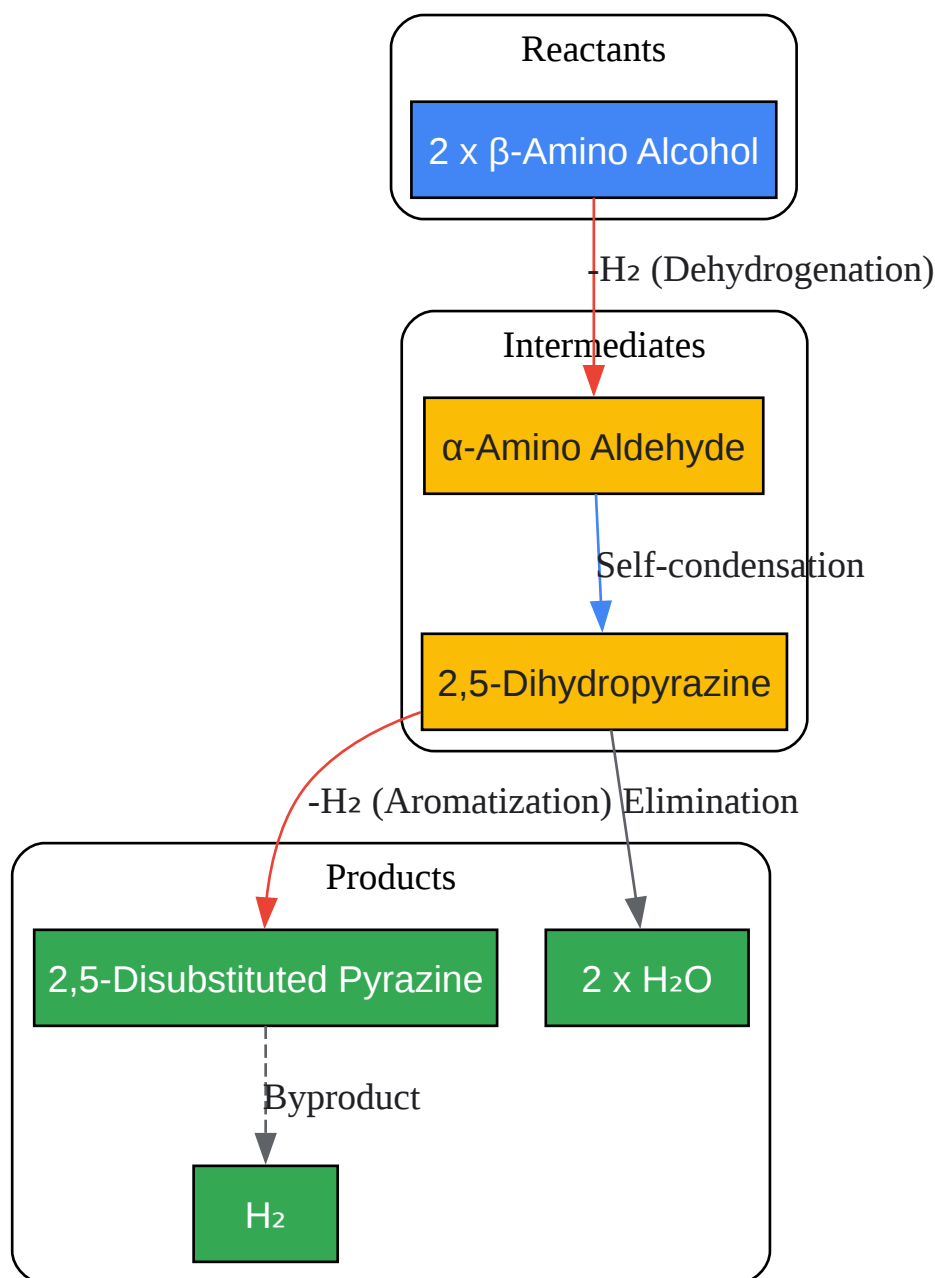 Reactants
2 x β-Amino Alcohol
-H₂ (Dehydrogenation)
Intermediates
α-Amino Aldehyde
Self-condensation
2,5-Dihydropyrazine
-H₂ (Aromatization)
Elimination
Products
2,5-Disubstituted Pyrazine
2 x H₂O
Byproduct
H₂